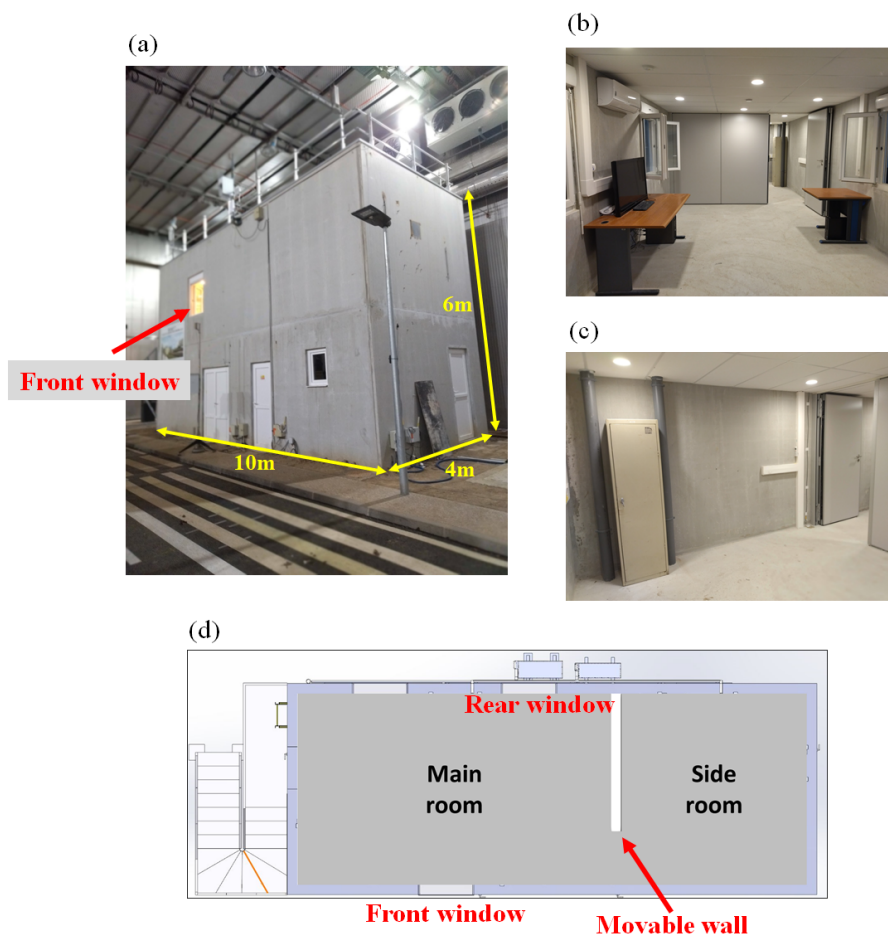 (a)
(b)
Front window
6m
10m
4m
(c)
(d)
Rear window
Main
room
Side
room
Front window
Movable wall